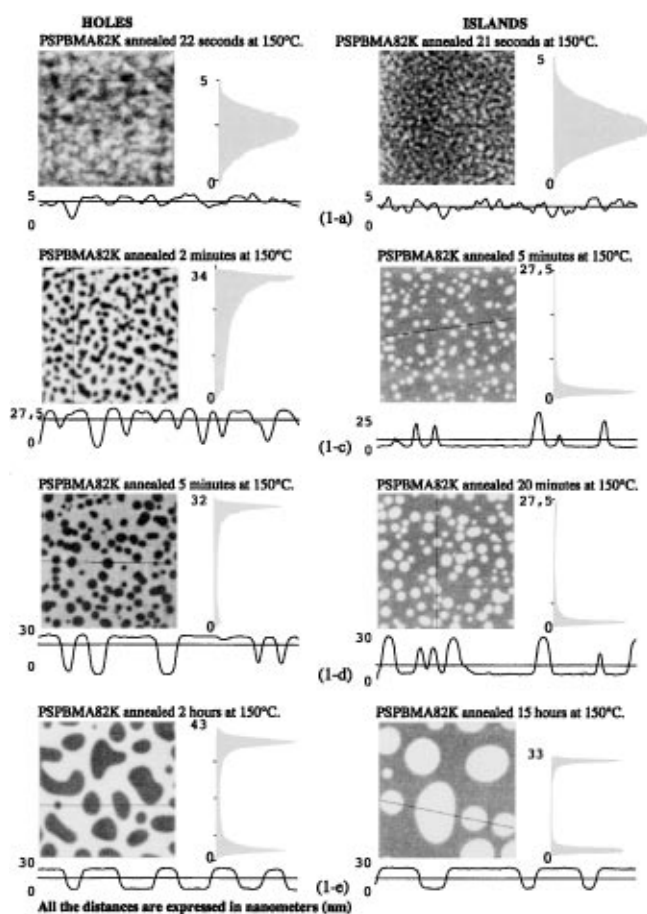 HOLES
ISLANDS
PSPBMA82K annealed 22 seconds at 150°C.
PSPBMA82K annealed 21 seconds at 150°C.
5
0
5
0
5
0
(1-a)
5
0
PSPBMA82K annealed 2 minutes at 150°C
PSPBMA82K annealed 5 minutes at 150°C.
34
0
27,5
0
27,5
0
(1-c)
25
0
PSPBMA82K annealed 5 minutes at 150°C.
PSPBMA82K annealed 20 minutes at 150°C.
32
0
27,5
0
30
0
(1-d)
30
0
PSPBMA82K annealed 2 hours at 150°C.
PSPBMA82K annealed 15 hours at 150°C.
43
0
33
0
30
0
(1-e)
30
0
All the distances are expressed in nanometers (nm)